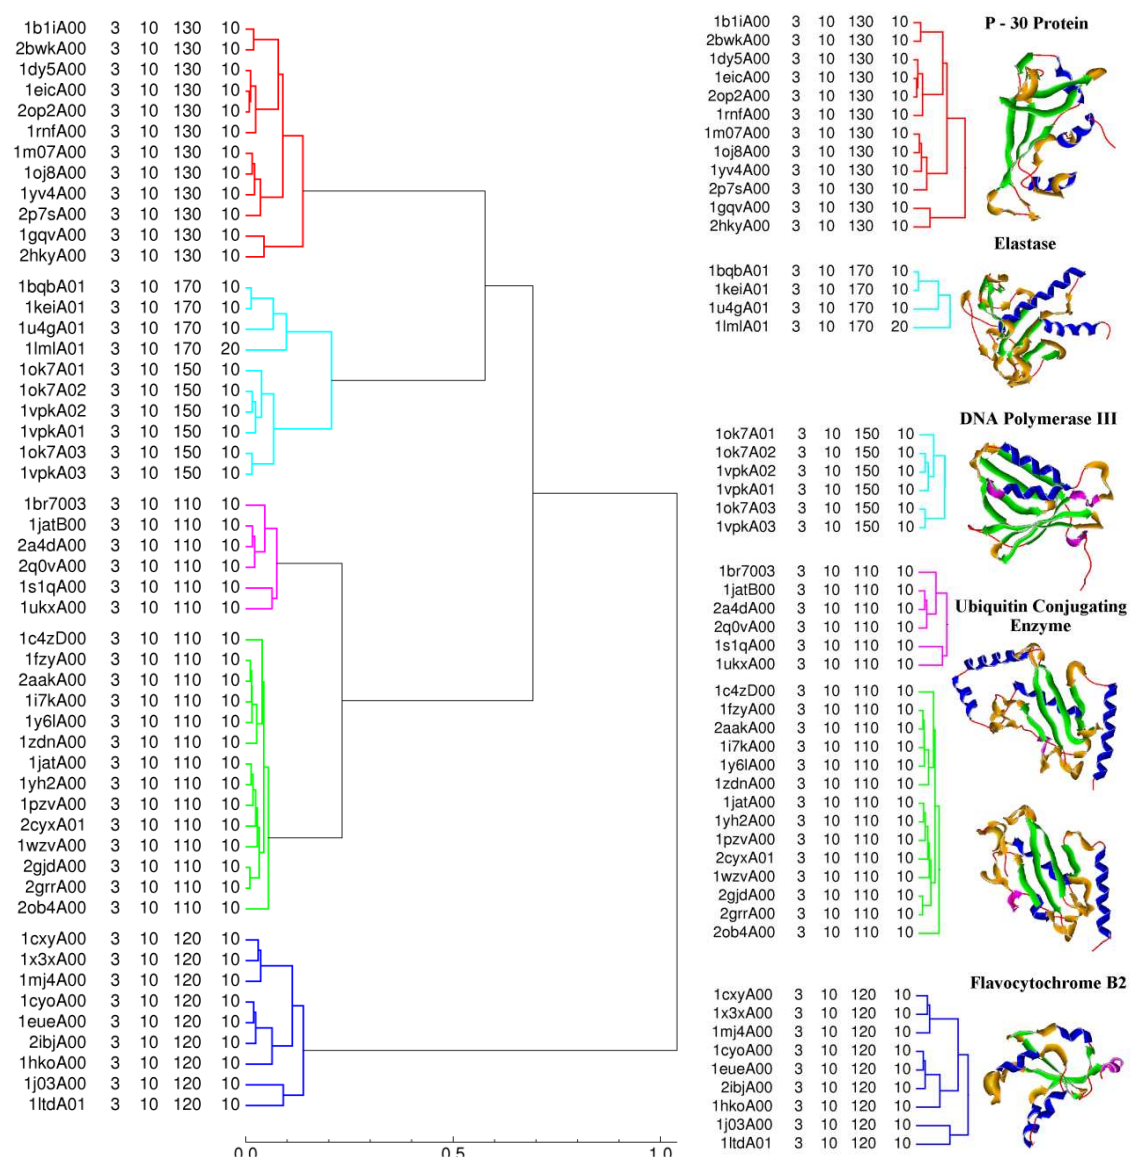 1b1iA00 3 10 130 10
2bwkA00 3 10 130 10
1dy5A00 3 10 130 10
1eicA00 3 10 130 10
2op2A00 3 10 130 10
1rnfA00 3 10 130 10
1m07A00 3 10 130 10
1oj8A00 3 10 130 10
1yv4A00 3 10 130 10
2p7sA00 3 10 130 10
1gqvA00 3 10 130 10
2hkyA00 3 10 130 10
1bqbA01 3 10 170 10
1keiA01 3 10 170 10
1u4gA01 3 10 170 10
1lmlA01 3 10 170 20
1ok7A01 3 10 150 10
1ok7A02 3 10 150 10
1vpkA02 3 10 150 10
1vpkA01 3 10 150 10
1ok7A03 3 10 150 10
1vpkA03 3 10 150 10
1br7003 3 10 110 10
1jatB00 3 10 110 10
2a4dA00 3 10 110 10
2q0vA00 3 10 110 10
1s1qA00 3 10 110 10
1ukxA00 3 10 110 10
1c4zD00 3 10 110 10
1fzyA00 3 10 110 10
2aakA00 3 10 110 10
1i7kA00 3 10 110 10
1y6lA00 3 10 110 10
1zdnA00 3 10 110 10
1jatA00 3 10 110 10
1yh2A00 3 10 110 10
1pzvA00 3 10 110 10
2cyxA01 3 10 110 10
1wzvA00 3 10 110 10
2gjdA00 3 10 110 10
2grrA00 3 10 110 10
2ob4A00 3 10 110 10
1cxyA00 3 10 120 10
1x3xA00 3 10 120 10
1mj4A00 3 10 120 10
1cyoA00 3 10 120 10
1eueA00 3 10 120 10
2ibjA00 3 10 120 10
1hkoA00 3 10 120 10
1j03A00 3 10 120 10
1ltdA01 3 10 120 10
0.0 0.5 1.0
P - 30 Protein
1b1iA00 3 10 130 10
2bwkA00 3 10 130 10
1dy5A00 3 10 130 10
1eicA00 3 10 130 10
2op2A00 3 10 130 10
1rnfA00 3 10 130 10
1m07A00 3 10 130 10
1oj8A00 3 10 130 10
1yv4A00 3 10 130 10
2p7sA00 3 10 130 10
1gqvA00 3 10 130 10
2hkyA00 3 10 130 10
Elastase
1bqbA01 3 10 170 10
1keiA01 3 10 170 10
1u4gA01 3 10 170 10
1lmlA01 3 10 170 20
DNA Polymerase III
1ok7A01 3 10 150 10
1ok7A02 3 10 150 10
1vpkA02 3 10 150 10
1vpkA01 3 10 150 10
1ok7A03 3 10 150 10
1vpkA03 3 10 150 10
Ubiquitin Conjugating
Enzyme
1br7003 3 10 110 10
1jatB00 3 10 110 10
2a4dA00 3 10 110 10
2q0vA00 3 10 110 10
1s1qA00 3 10 110 10
1ukxA00 3 10 110 10
1c4zD00 3 10 110 10
1fzyA00 3 10 110 10
2aakA00 3 10 110 10
1i7kA00 3 10 110 10
1y6lA00 3 10 110 10
1zdnA00 3 10 110 10
1jatA00 3 10 110 10
1yh2A00 3 10 110 10
1pzvA00 3 10 110 10
2cyxA01 3 10 110 10
1wzvA00 3 10 110 10
2gjdA00 3 10 110 10
2grrA00 3 10 110 10
2ob4A00 3 10 110 10
Flavocytochrome B2
1cxyA00 3 10 120 10
1x3xA00 3 10 120 10
1mj4A00 3 10 120 10
1cyoA00 3 10 120 10
1eueA00 3 10 120 10
2ibjA00 3 10 120 10
1hkoA00 3 10 120 10
1j03A00 3 10 120 10
1ltdA01 3 10 120 10